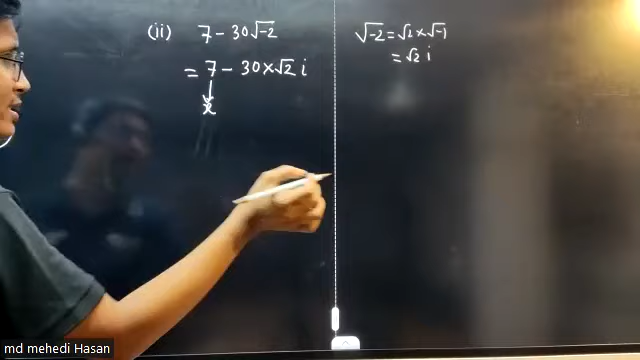 (ii) 7 - 30√-2
= 7 - 30×√2 i
x
√-2 = √2 × √-1
= √2 i
md mehedi Hasan